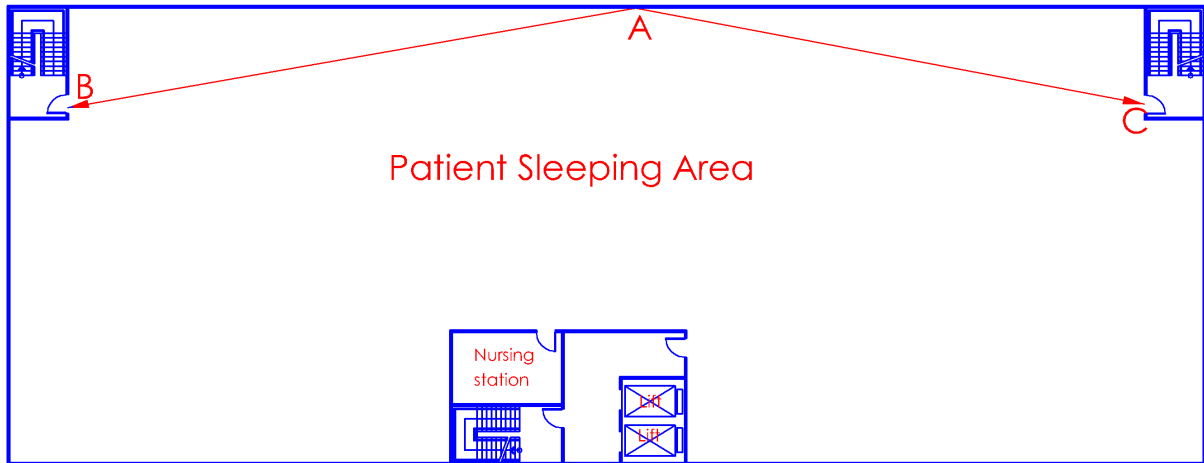 A
B
C
Patient Sleeping Area
Nursing
station
Lift
Lift